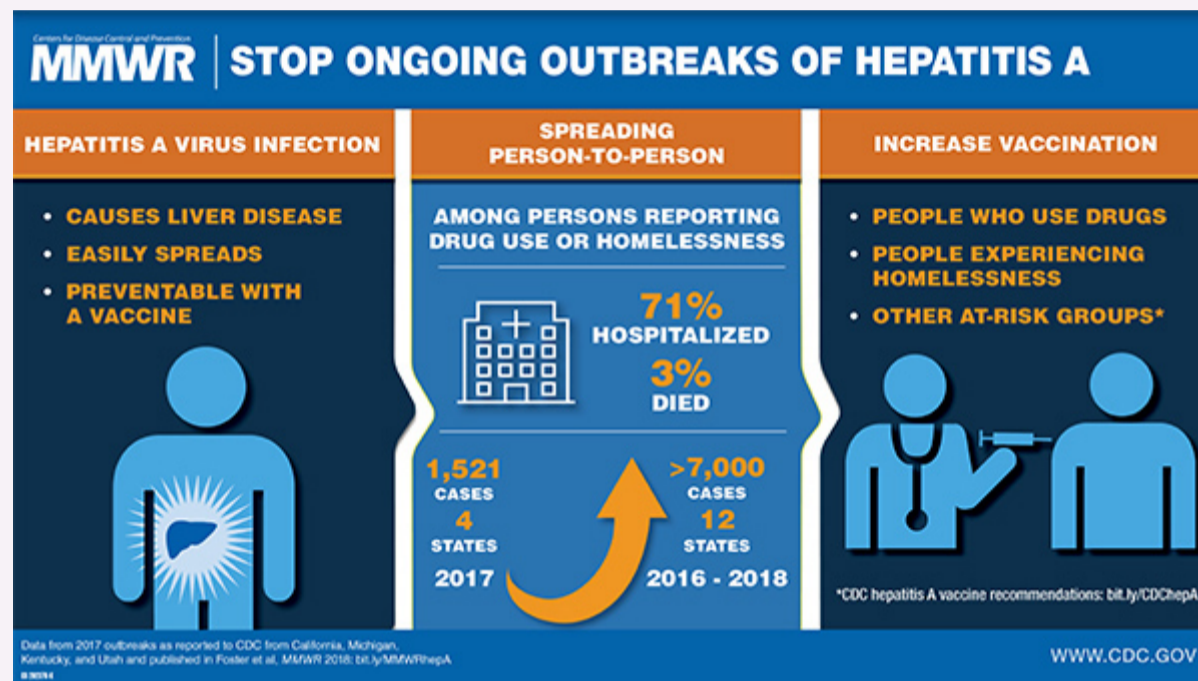 Centers for Disease Control and Prevention
MMWR
STOP ONGOING OUTBREAKS OF HEPATITIS A
HEPATITIS A VIRUS INFECTION
• CAUSES LIVER DISEASE
• EASILY SPREADS
• PREVENTABLE WITH
A VACCINE
SPREADING
PERSON-TO-PERSON
AMONG PERSONS REPORTING
DRUG USE OR HOMELESSNESS
71%
HOSPITALIZED
3%
DIED
1,521
CASES
4
STATES
2017
>7,000
CASES
12
STATES
2016 - 2018
INCREASE VACCINATION
• PEOPLE WHO USE DRUGS
• PEOPLE EXPERIENCING
HOMELESSNESS
• OTHER AT-RISK GROUPS*
*CDC hepatitis A vaccine recommendations: bit.ly/CDChepA
Data from 2017 outbreaks as reported to CDC from California, Michigan,
Kentucky, and Utah and published in Foster et al, MMWR 2018: bit.ly/MMWRhepA
WWW.CDC.GOV